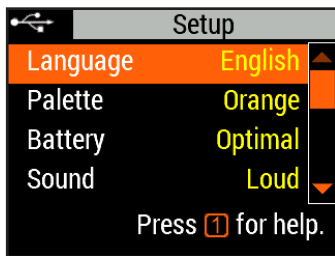 Setup
Language English
Palette Orange
Battery Optimal
Sound Loud
Press 1 for help.